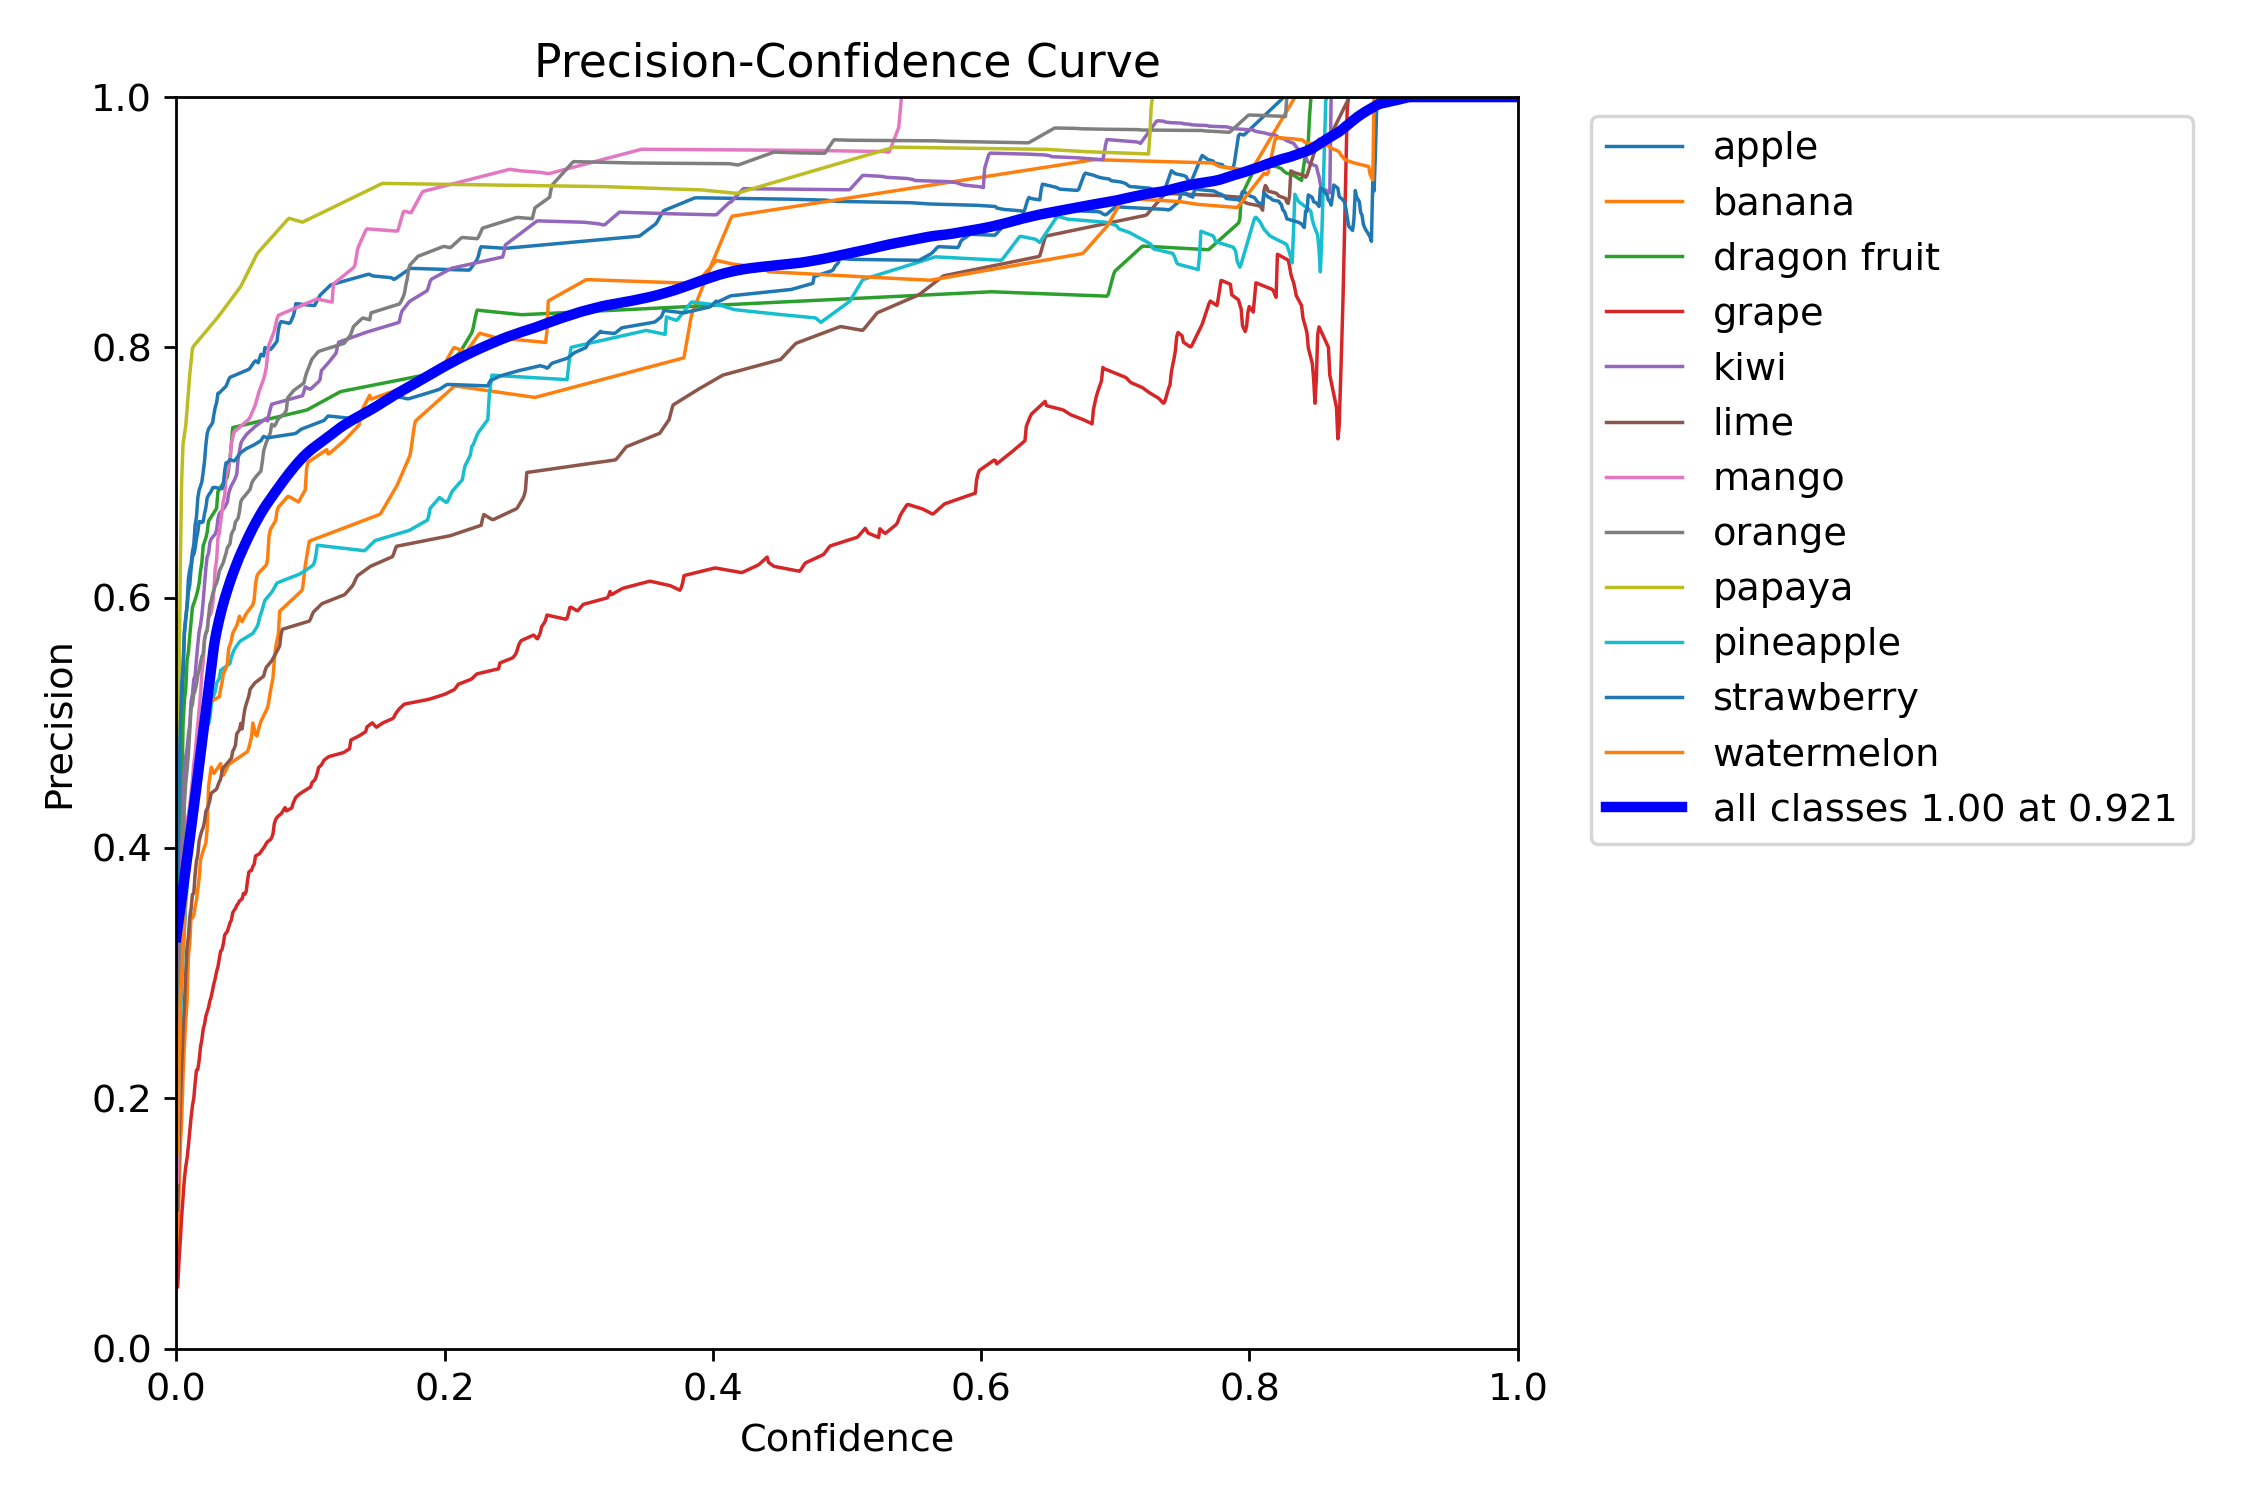 Precision-Confidence Curve
1.0
0.8
0.6
0.4
0.2
0.0
Precision
0.0 0.2 0.4 0.6 0.8 1.0
Confidence
apple
banana
dragon fruit
grape
kiwi
lime
mango
orange
papaya
pineapple
strawberry
watermelon
all classes 1.00 at 0.921